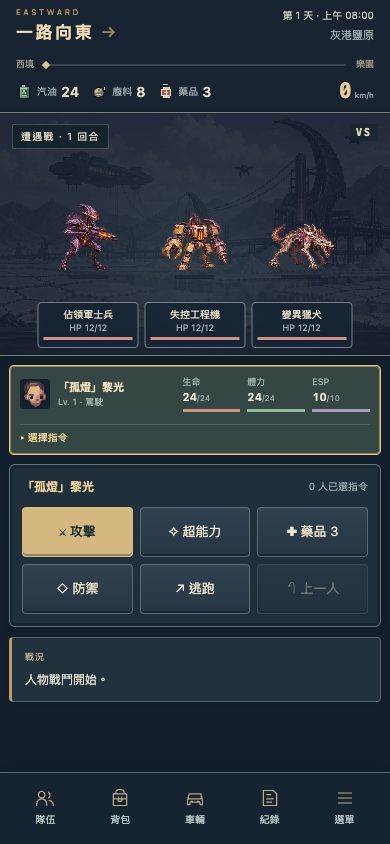 EASTWARD
一路向東 →
第 1 天 · 上午 08:00
灰港鹽原
西境
樂園
汽油 24
廢料 8
藥品 3
0 km/h
遭遇戰 · 1 回合
VS
佔領軍士兵
HP 12/12
失控工程機
HP 12/12
變異獵犬
HP 12/12
「孤燈」黎光
Lv. 1 · 駕駛
生命
24/24
體力
24/24
ESP
10/10
▸ 選擇指令
「孤燈」黎光
0 人已選指令
⚔ 攻擊
✧ 超能力
✚ 藥品 3
◇ 防禦
↗ 逃跑
↶ 上一人
戰況
人物戰鬥開始。
隊伍
背包
車輛
紀錄
選單